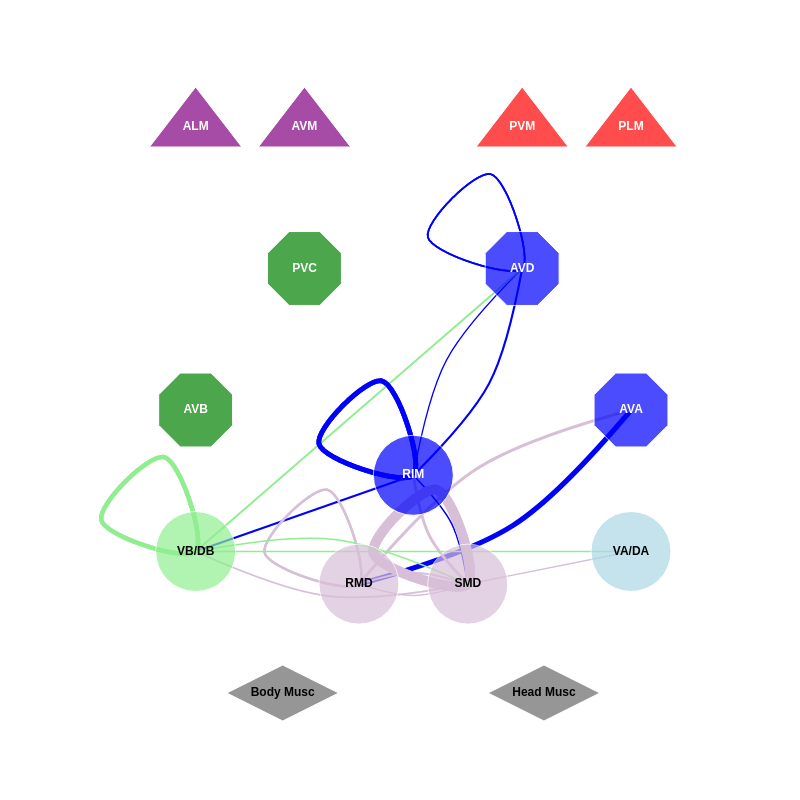 ALM
AVM
PVM
PLM
PVC
AVD
AVB
AVA
RIM
VB/DB
VA/DA
RMD
SMD
Body Musc
Head Musc